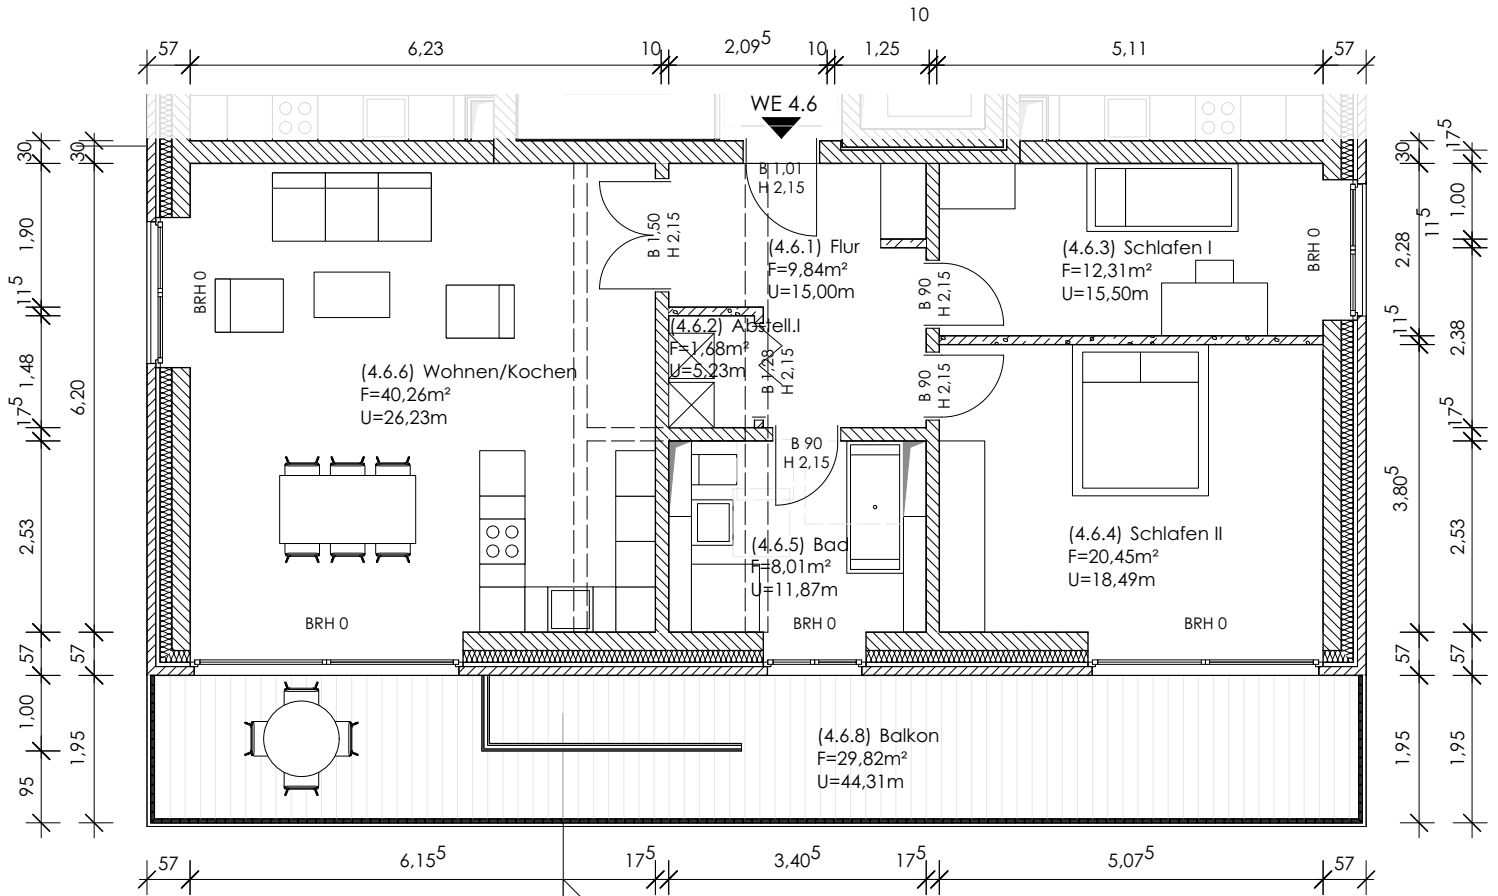 10
57
6,23
10
2,09⁵
10
1,25
5,11
57
WE 4.6
30
30
30
17⁵
B 1,01
H 2,15
1,90
BRH 0
B 1,50
H 2,15
(4.6.1) Flur
F=9,84m²
U=15,00m
(4.6.3) Schlafen I
F=12,31m²
U=15,50m
BRH 0
2,28
1,00
11⁵
11⁵
B 90
H 2,15
(4.6.2) Abstell.I
F=1,68m²
U=5,23m
B 1,28
H 2,15
11⁵
2,38
1,48
6,20
(4.6.6) Wohnen/Kochen
F=40,26m²
U=26,23m
B 90
H 2,15
17⁵
17⁵
B 90
H 2,15
3,80⁵
2,53
2,53
(4.6.5) Bad
F=8,01m²
U=11,87m
(4.6.4) Schlafen II
F=20,45m²
U=18,49m
BRH 0
BRH 0
BRH 0
57
57
57
57
1,00
1,95
95
(4.6.8) Balkon
F=29,82m²
U=44,31m
1,95
1,95
57
6,15⁵
17⁵
3,40⁵
17⁵
5,07⁵
57